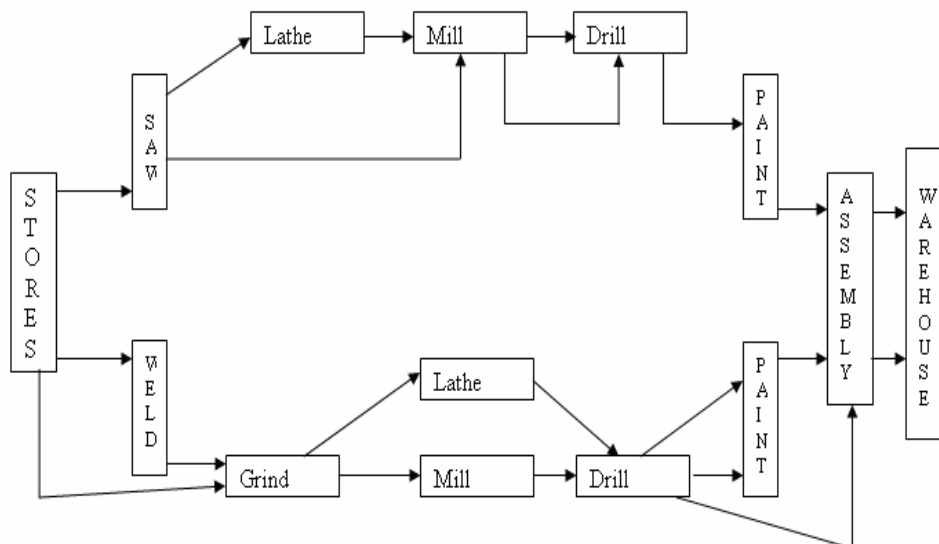 Lathe
Mill
Drill
SAW
PAINT
STORES
ASSEMBLY
WAREHOUSE
WELD
Lathe
PAINT
Grind
Mill
Drill